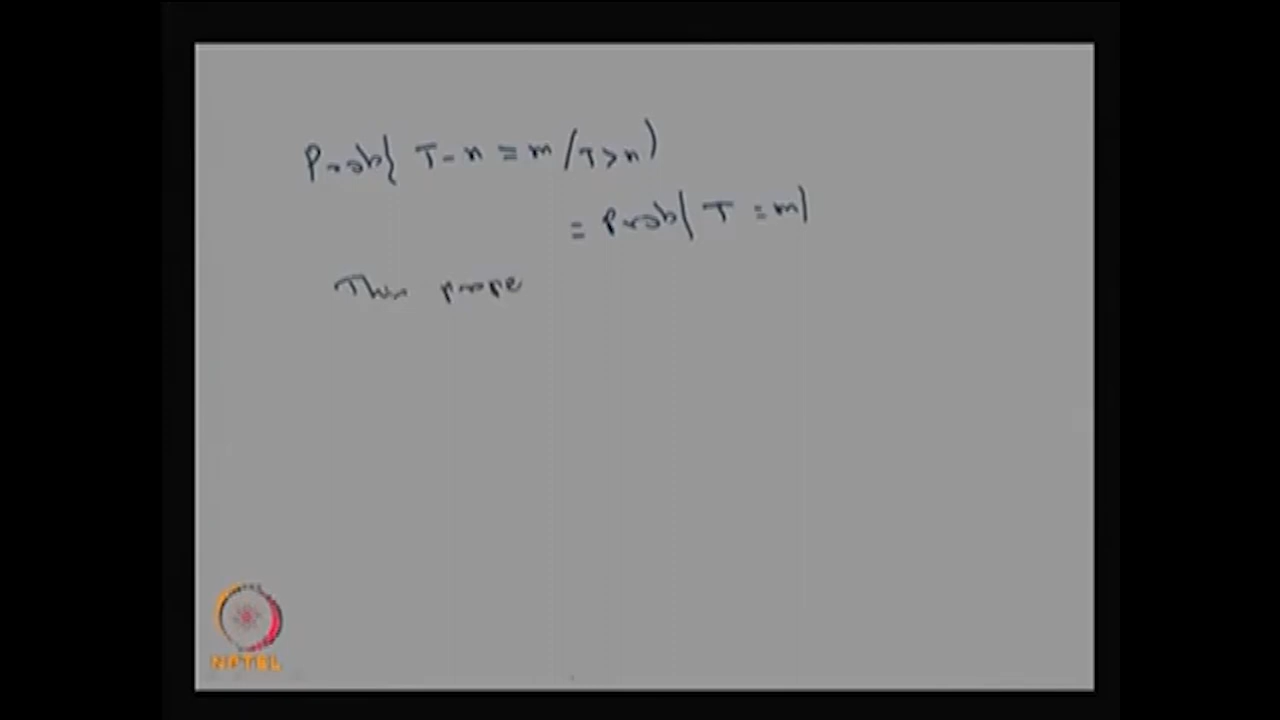 Prob{ T-n = m / T > n )
= Prob( T = m)
This prope
NPTEL